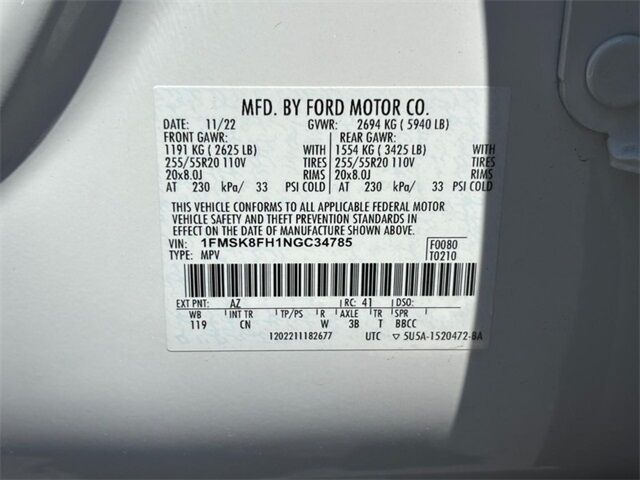 MFD. BY FORD MOTOR CO.
DATE: 11/22 GVWR: 2694 KG ( 5940 LB)
FRONT GAWR: REAR GAWR:
1191 KG ( 2625 LB) WITH 1554 KG ( 3425 LB) WITH
255/55R20 110V TIRES 255/55R20 110V TIRES
20x8.0J RIMS 20x8.0J RIMS
AT 230 kPa/ 33 PSI COLD AT 230 kPa/ 33 PSI COLD
THIS VEHICLE CONFORMS TO ALL APPLICABLE FEDERAL MOTOR
VEHICLE SAFETY AND THEFT PREVENTION STANDARDS IN
EFFECT ON THE DATE OF MANUFACTURE SHOWN ABOVE.
VIN: 1FMSK8FH1NGC34785 F0080
TYPE: MPV T0210
EXT PNT: AZ RC: 41 DSO:
WB INT TR TP/PS R AXLE TR SPR
119 CN W 3B T BBCC
1202211182677 UTC ▽ 5U5A-1520472-BA